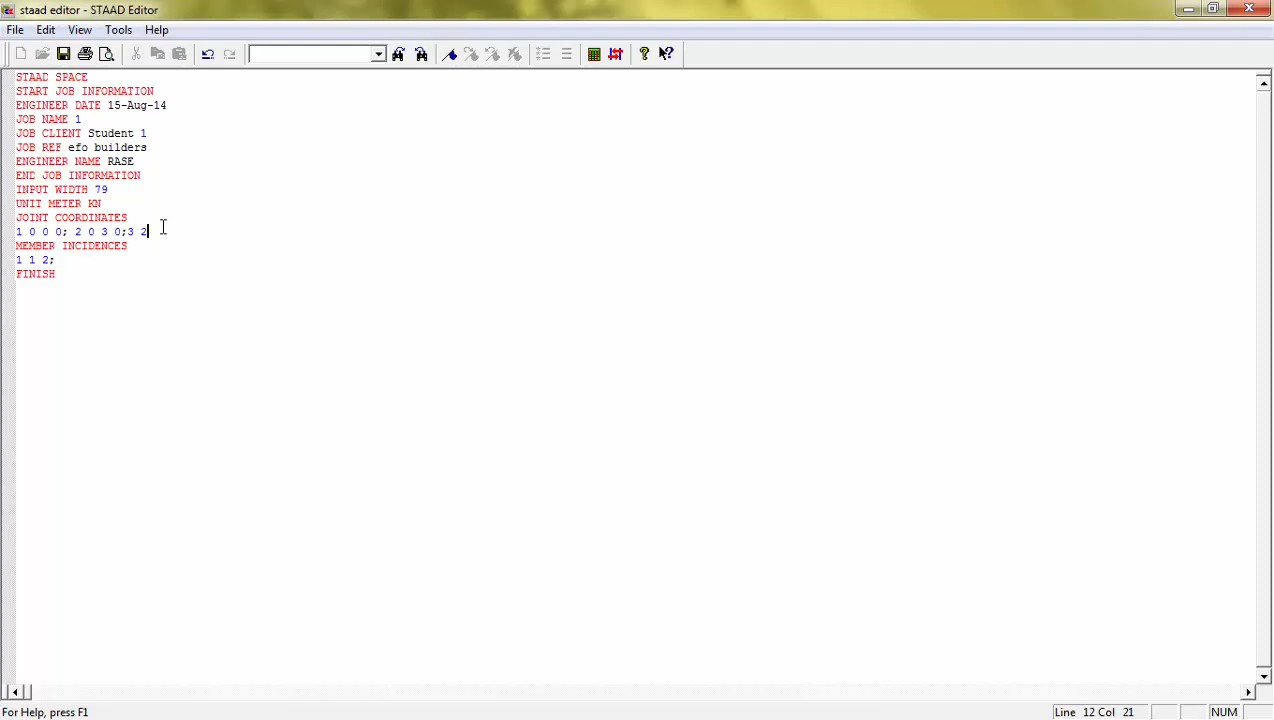 staad editor - STAAD Editor
File Edit View Tools Help
STAAD SPACE
START JOB INFORMATION
ENGINEER DATE 15-Aug-14
JOB NAME 1
JOB CLIENT Student 1
JOB REF efo builders
ENGINEER NAME RASE
END JOB INFORMATION
INPUT WIDTH 79
UNIT METER KN
JOINT COORDINATES
1 0 0 0; 2 0 3 0;3 2
MEMBER INCIDENCES
1 1 2;
FINISH
For Help, press F1 Line 12 Col 21 NUM